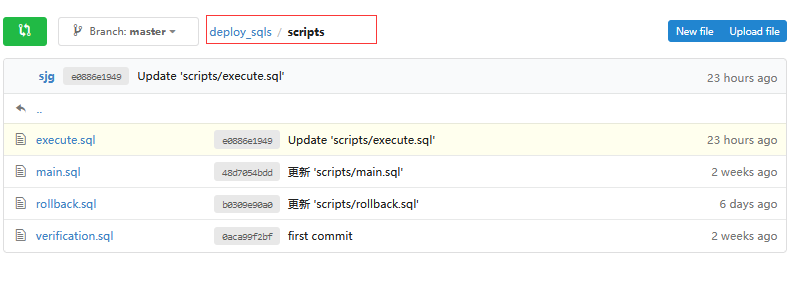 Branch: master deploy_sqls / scripts New file Upload file
sjg e0886e1949 Update 'scripts/execute.sql' 23 hours ago
..
execute.sql e0886e1949 Update 'scripts/execute.sql' 23 hours ago
main.sql 48d7054bdd 更新 'scripts/main.sql' 2 weeks ago
rollback.sql b0309e90a0 更新 'scripts/rollback.sql' 6 days ago
verification.sql 0aca99f2bf first commit 2 weeks ago